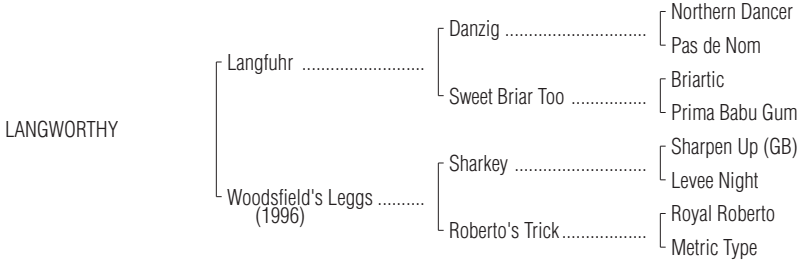 Northern Dancer
Danzig ..............................
Pas de Nom
Langfuhr ..........................
Briartic
Sweet Briar Too ................
Prima Babu Gum
LANGWORTHY
Sharpen Up (GB)
Sharkey ............................
Levee Night
Woodsfield's Leggs ..........
(1996)
Royal Roberto
Roberto's Trick..................
Metric Type